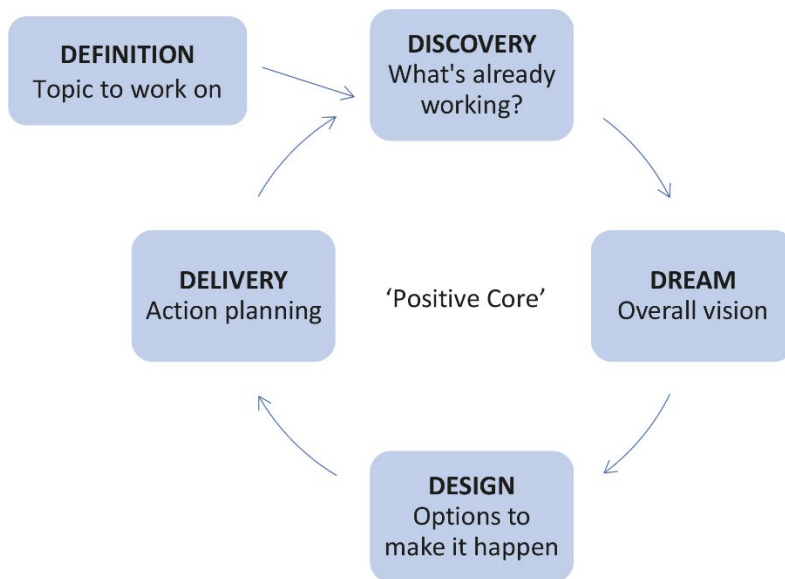 DEFINITION
Topic to work on
DISCOVERY
What's already
working?
DELIVERY
Action planning
‘Positive Core’
DREAM
Overall vision
DESIGN
Options to
make it happen